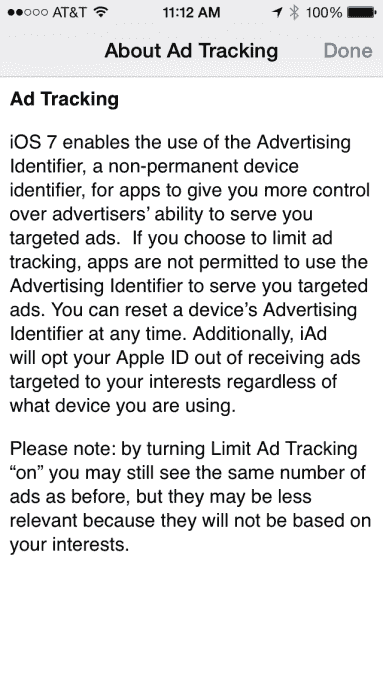 AT&T 11:12 AM 100%
About Ad Tracking Done
Ad Tracking
iOS 7 enables the use of the Advertising
Identifier, a non-permanent device
identifier, for apps to give you more control
over advertisers’ ability to serve you
targeted ads.  If you choose to limit ad
tracking, apps are not permitted to use the
Advertising Identifier to serve you targeted
ads. You can reset a device’s Advertising
Identifier at any time. Additionally, iAd
will opt your Apple ID out of receiving ads
targeted to your interests regardless of
what device you are using.
Please note: by turning Limit Ad Tracking
“on” you may still see the same number of
ads as before, but they may be less
relevant because they will not be based on
your interests.